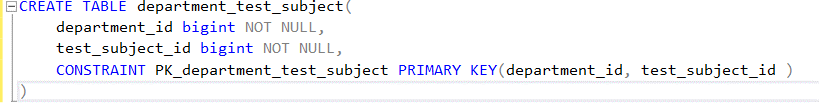 CREATE TABLE department_test_subject(
department_id bigint NOT NULL,
test_subject_id bigint NOT NULL,
CONSTRAINT PK_department_test_subject PRIMARY KEY(department_id, test_subject_id )
)